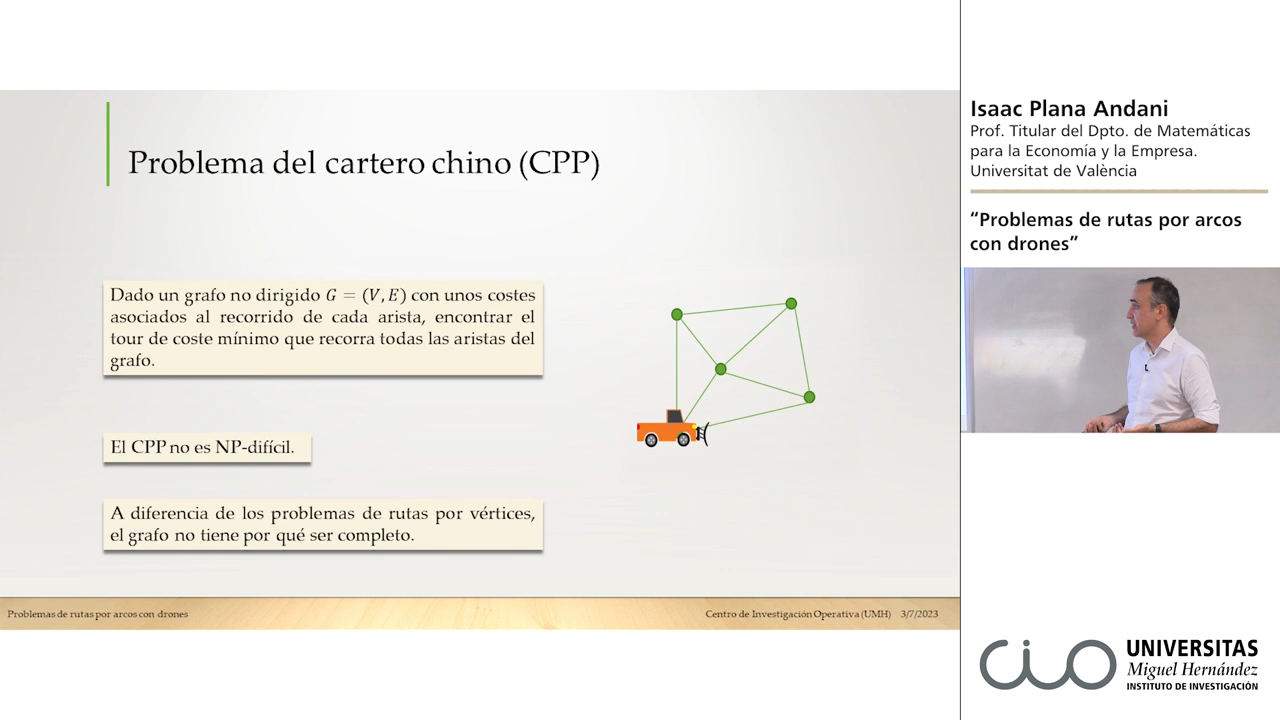 Problema del cartero chino (CPP)
Dado un grafo no dirigido G = (V, E) con unos costes
asociados al recorrido de cada arista, encontrar el
tour de coste mínimo que recorra todas las aristas del
grafo.
El CPP no es NP-difícil.
A diferencia de los problemas de rutas por vértices,
el grafo no tiene por qué ser completo.
Problemas de rutas por arcos con drones
Centro de Investigación Operativa (UMH) 3/7/2023
Isaac Plana Andani
Prof. Titular del Dpto. de Matemáticas
para la Economía y la Empresa.
Universitat de València
“Problemas de rutas por arcos
con drones”
cio
UNIVERSITAS
Miguel Hernández
INSTITUTO DE INVESTIGACIÓN